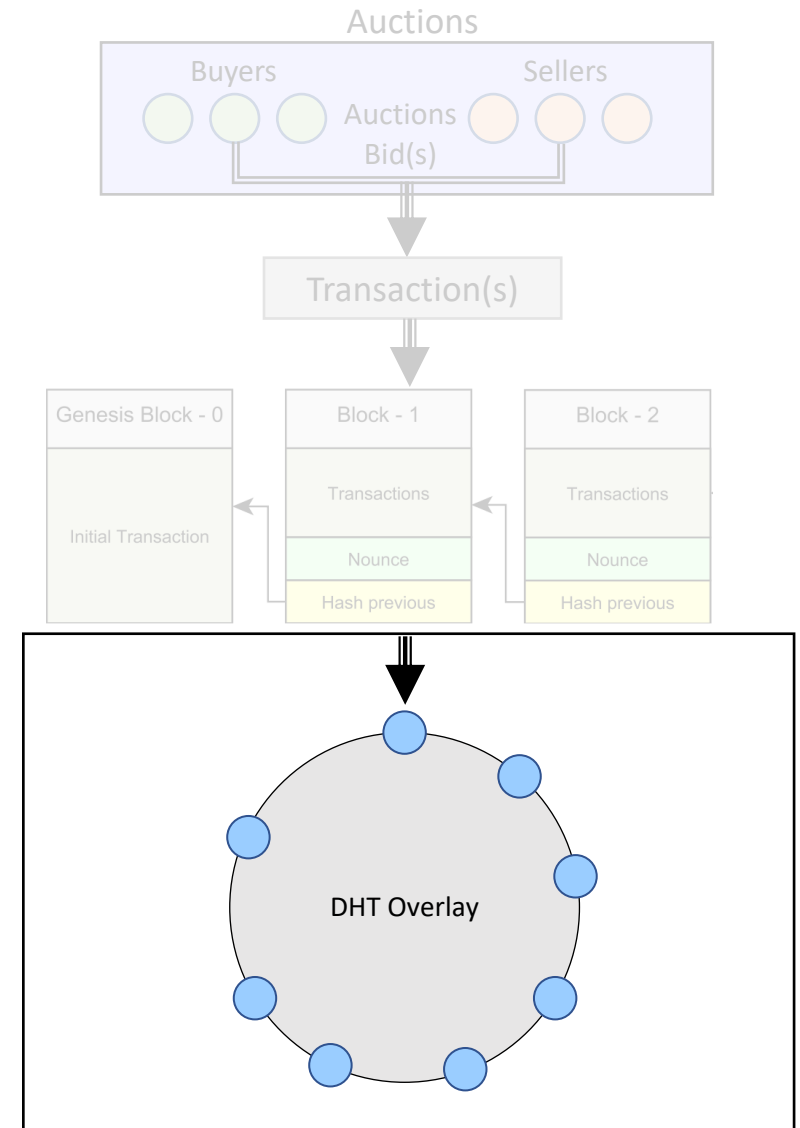 Auctions
Buyers
Sellers
Auctions
Bid(s)
Transaction(s)
Genesis Block - 0
Block - 1
Block - 2
Initial Transaction
Transactions
Transactions
Nounce
Nounce
Hash previous
Hash previous
DHT Overlay